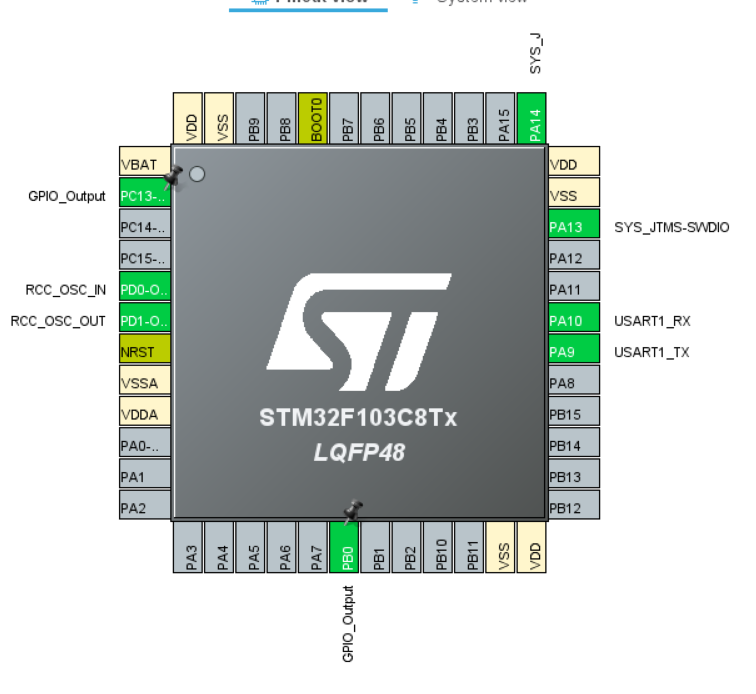 Pinout view
System view
SYS_J
VDD
VSS
PB9
PB8
BOOT0
PB7
PB6
PB5
PB4
PB3
PA15
PA14
VBAT
GPIO_Output
PC13-..
PC14-..
PC15-..
RCC_OSC_IN
PD0-O..
RCC_OSC_OUT
PD1-O..
NRST
VSSA
VDDA
PA0-..
PA1
PA2
VDD
VSS
PA13
SYS_JTMS-SWDIO
PA12
PA11
PA10
USART1_RX
PA9
USART1_TX
PA8
PB15
PB14
PB13
PB12
STM32F103C8Tx
LQFP48
PA3
PA4
PA5
PA6
PA7
PB0
PB1
PB2
PB10
PB11
VSS
VDD
GPIO_Output